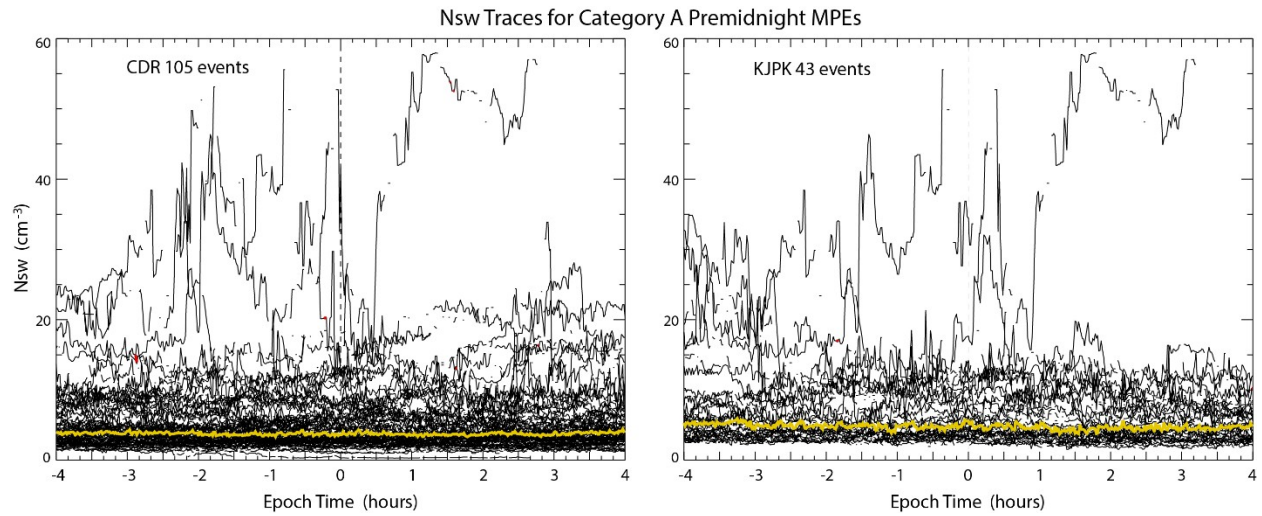 Nsw Traces for Category A Premidnight MPEs
CDR 105 events
KJPK 43 events
Nsw (cm-3)
60
40
20
0
60
40
20
0
-4 -3 -2 -1 0 1 2 3 4
-4 -3 -2 -1 0 1 2 3 4
Epoch Time (hours)
Epoch Time (hours)